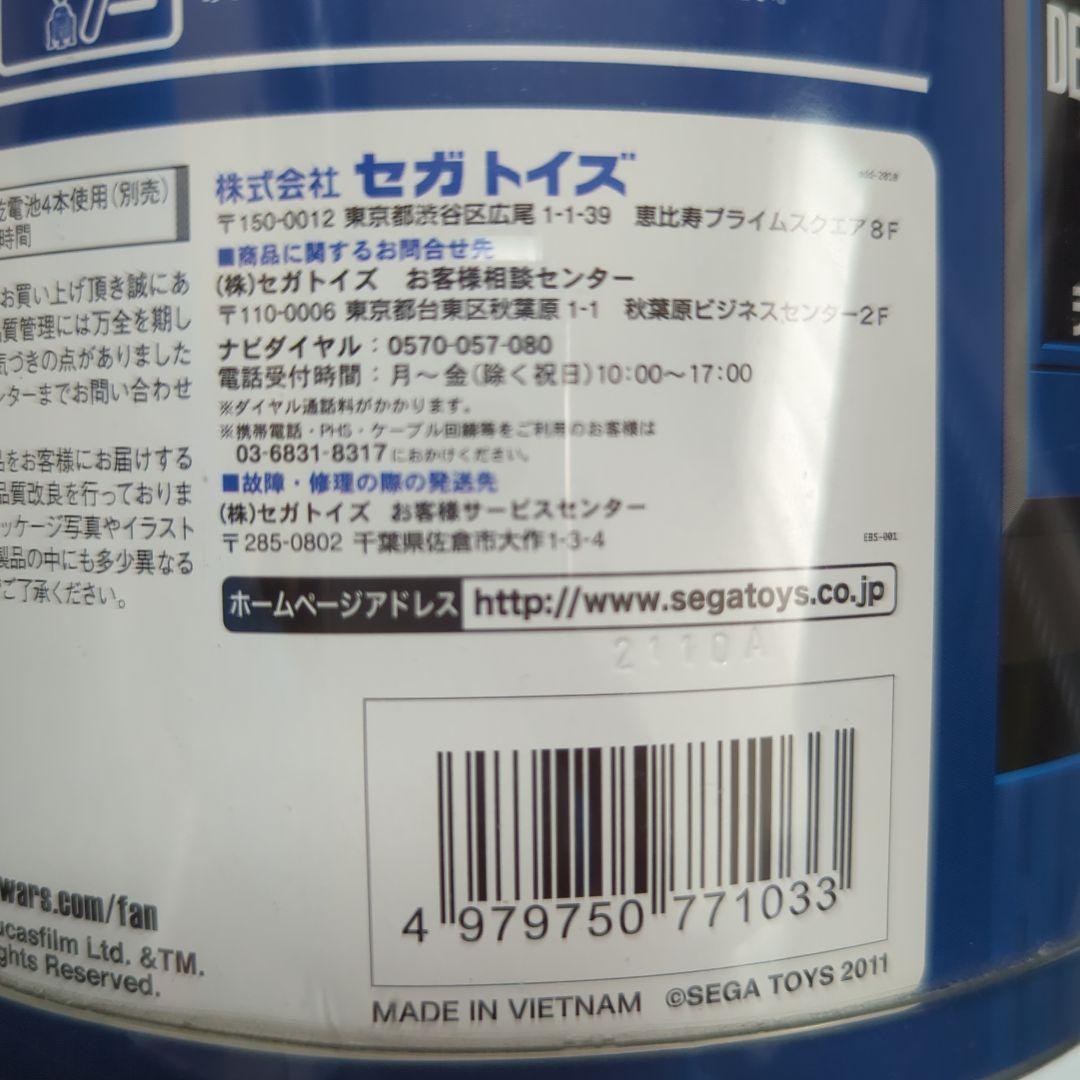 株式会社 セガトイズ
〒150-0012 東京都渋谷区広尾 1-1-39 恵比寿プライムスクエア8F
■商品に関するお問合せ先
(株)セガトイズ お客様相談センター
〒110-0006 東京都台東区秋葉原 1-1 秋葉原ビジネスセンター2F
ナビダイヤル：0570-057-080
電話受付時間：月～金(除く祝日)10:00～17:00
※ダイヤル通話料がかかります。
※携帯電話・PHS・ケーブル回線等をご利用のお客様は
03-6831-8317におかけください。
■故障・修理の際の発送先
(株)セガトイズ お客様サービスセンター
〒285-0802 千葉県佐倉市大作1-3-4
EBS-001
ホームページアドレス http://www.segatoys.co.jp
2110A
乾電池4本使用(別売)
時間
お買い上げ頂き誠にあ
品質管理には万全を期し
気づきの点がありました
ンターまでお問い合わせ
品をお客様にお届けする
品質改良を行っておりま
ッケージ写真やイラスト
製品の中にも多少異なる
ご了承ください。
wars.com/fan
ucasfilm Ltd. &TM.
ghts Reserved.
4 979750 771033
MADE IN VIETNAM ©SEGA TOYS 2011
DE